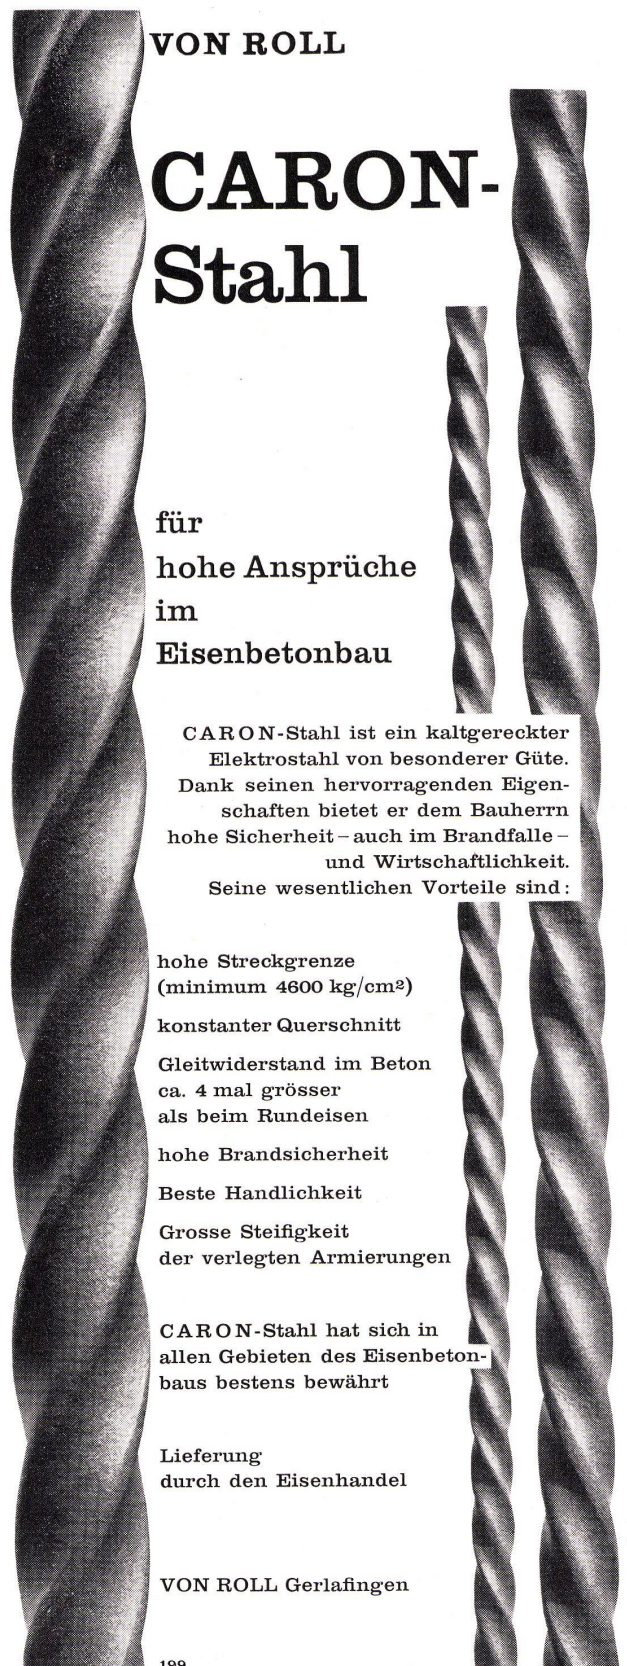 VON ROLL
CARON-
Stahl
für
hohe Ansprüche
im
Eisenbetonbau
CARON-Stahl ist ein kaltgereckter
Elektrostahl von besonderer Güte.
Dank seinen hervorragenden Eigen-
schaften bietet er dem Bauherrn
hohe Sicherheit – auch im Brandfalle –
und Wirtschaftlichkeit.
Seine wesentlichen Vorteile sind:
hohe Streckgrenze
(minimum 4600 kg/cm²)
konstanter Querschnitt
Gleitwiderstand im Beton
ca. 4 mal grösser
als beim Rundeisen
hohe Brandsicherheit
Beste Handlichkeit
Grosse Steifigkeit
der verlegten Armierungen
CARON-Stahl hat sich in
allen Gebieten des Eisenbeton-
baus bestens bewährt
Lieferung
durch den Eisenhandel
VON ROLL Gerlafingen